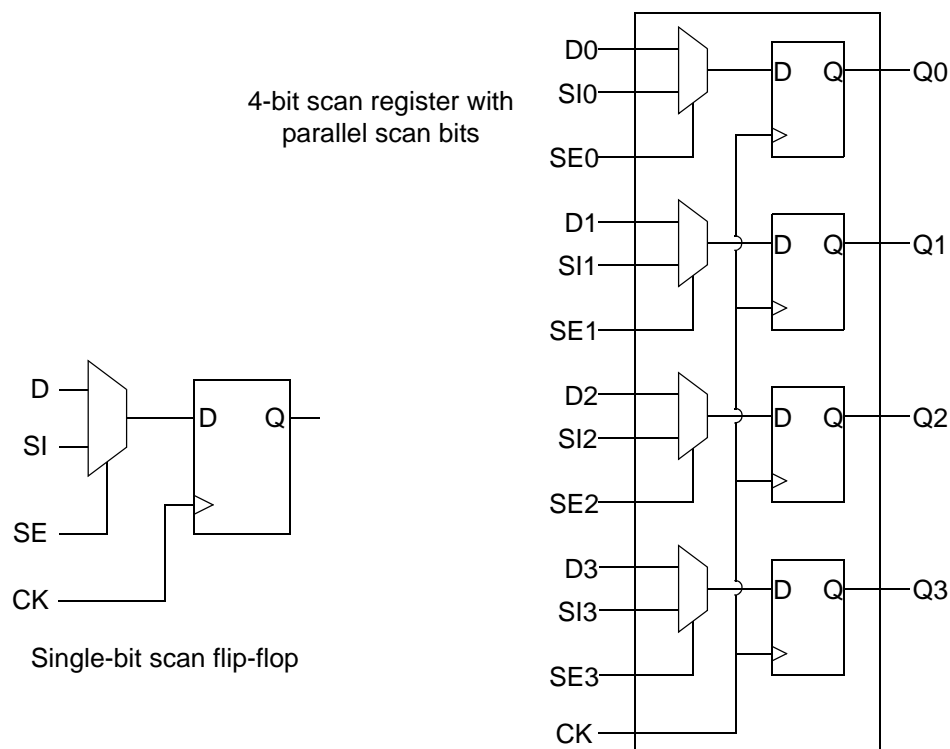 4-bit scan register with
parallel scan bits
D0
SI0
SE0
D Q
Q0
D1
SI1
SE1
D Q
Q1
D2
SI2
SE2
D Q
Q2
D3
SI3
SE3
D Q
Q3
CK
D
SI
SE
CK
D Q
Single-bit scan flip-flop